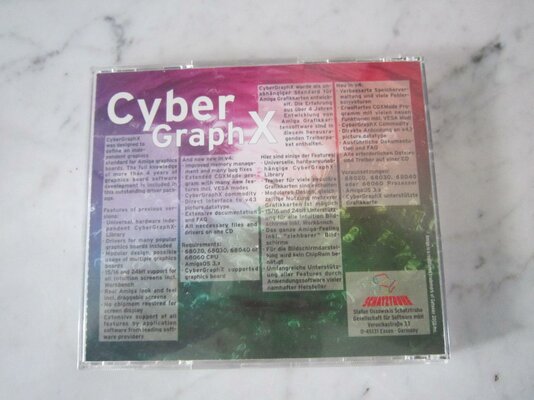 Cyber
GraphX
CyberGraphX
was designed to
define an inde-
pendent graphics
standard for Amiga graphics
boards. The full knowledge
of more than 4 years of
graphics board software
development is included in
this outstanding driver pack-
age.
Features of previous ver-
sions:
Universal, hardware inde-
pendent CyberGraphX-
Library
Drivers for many popular
graphics boards included
Modular design, possible
usage of multiple graphics
boards
15/16 and 24bit support for
all intuition screens incl.
Workbench
Real Amiga look and feel
incl. draggable screens
No chipmem required for
screen display
Extensive support of all
features by application
software from leading soft-
ware providers
And now new in v4:
Improved memory manage-
ment and many bug fixes
Extended CGXMode pro-
gram with many new fea-
tures incl. VESA modes
CyberGraphX commodity
Direct interface to v43
picture.datatype
Extensive documentation
and FAQ
All necessary files and
drivers on one CD
Requirements:
68020, 68030, 68040 or
68060 CPU
AmigaOS 3.x
CyberGraphX supported
graphics board
CyberGraphX wurde als un-
abhängiger Standard für
Amiga Grafikkarten entwick-
elt. Die Erfahrung
aus über 4 Jahren
Entwicklung von
Amiga Grafikkar-
tensoftware sind in
diesem herausra-
genden Treiberpa-
ket enthalten.
Hier sind einige der Features:
Universelle, hardwareunab-
hängige CyberGraphX-
Library
Treiber für viele populäre
Grafikkarten sind enthalten
Modulares Design, gleich-
zeitige Nutzung mehrerer
Grafikkarten ist möglich
15/16 und 24bit Unterstütz-
ung für alle Intuition Bild-
schirme inkl. Workbench
Das ganze Amiga-Feeling
inkl. "ziehbarer" Bild-
schirme
Für die Bildschirmdarstel-
lung wird kein ChipRam be-
nötigt
Umfangreiche Unterstütz-
ung aller Features durch
Anwendungssoftware vieler
namhafter Hersteller
Neu in v4:
Verbesserte Speicherver-
waltung und viele Fehler-
korrekturen
Erweitertes CGXMode Pro-
gramm mit vielen neuen
Funktionen inkl. VESA Modi
CyberGraphX Commodity
Direkte Anbindung an v43
picture.datatype
Ausführliche Dokumenta-
tion und FAQ
Alle erforderlichen Dateien
und Treiber auf einer CD
Voraussetzungen:
68020, 68030, 68040
oder 68060 Prozessor
AmigaOS 3.x
CyberGraphX unterstützte
Grafikkarte
SCHATZTRUHE
Stefan Ossowskis Schatztruhe
Gesellschaft für Software mbH
Veronikastraße 33
D-45131 Essen · Germany